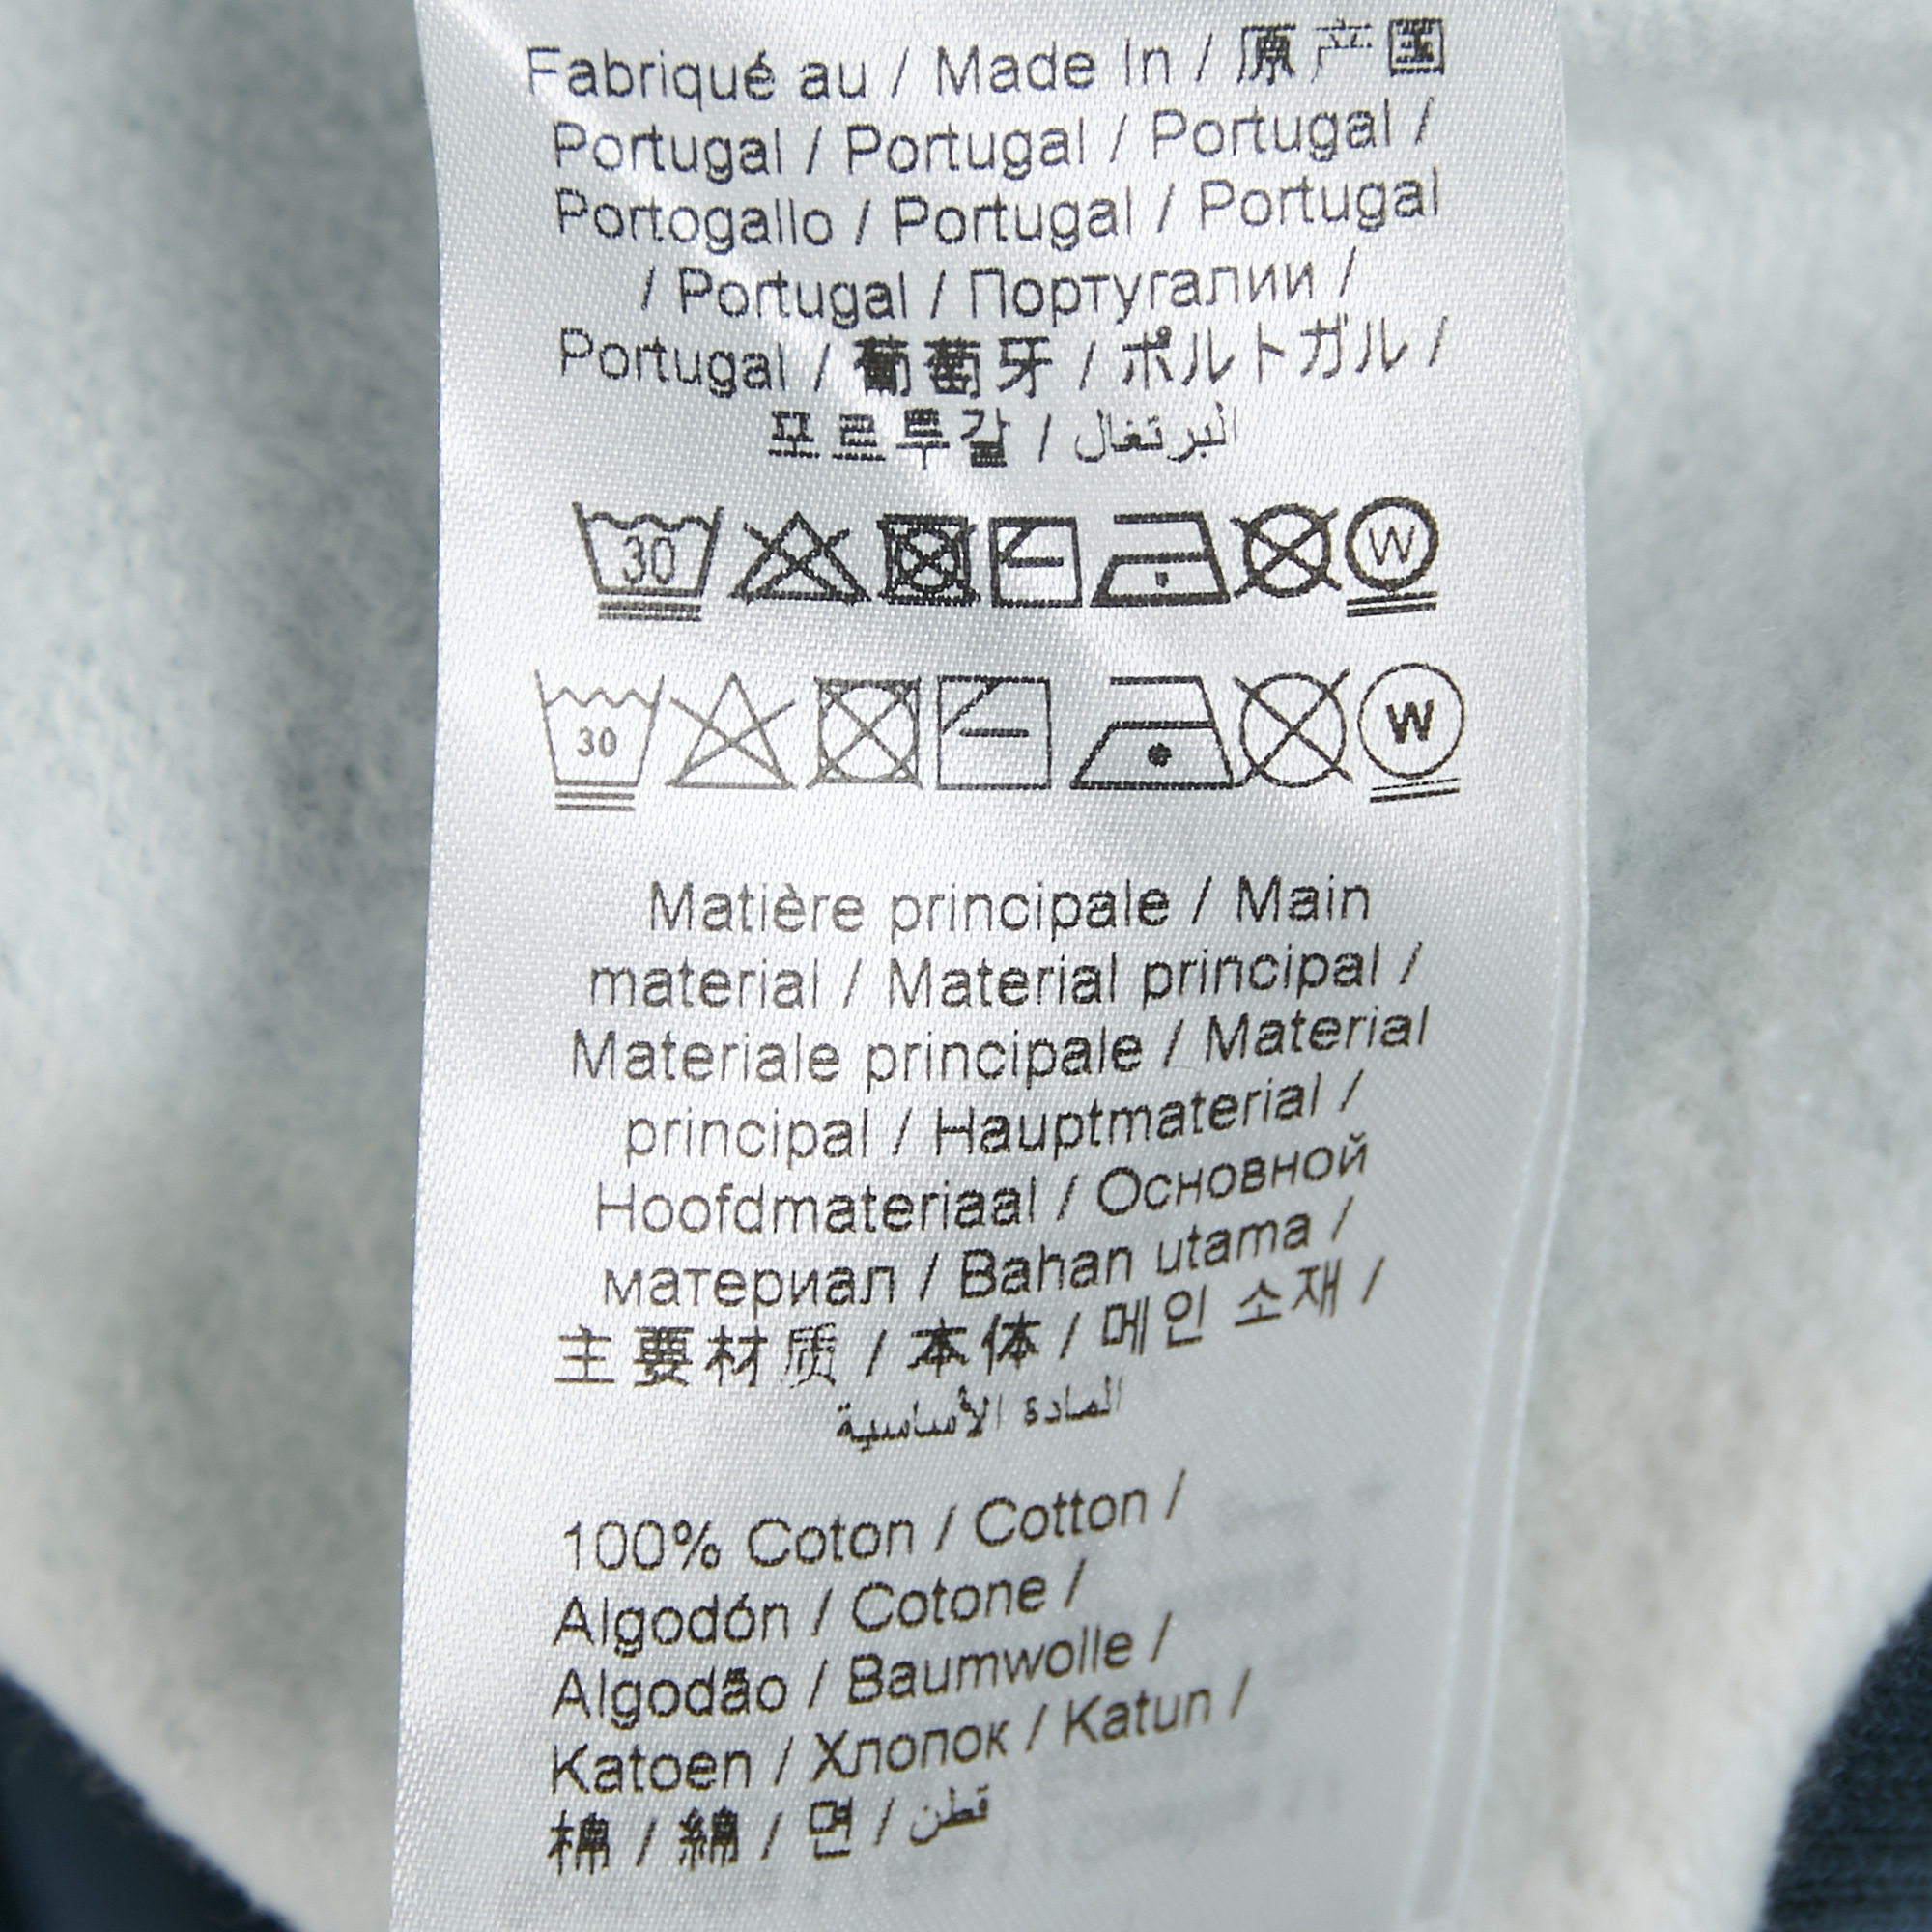 Fabriqué au / Made In / 原产国
Portugal / Portugal / Portugal /
Portogallo / Portugal / Portugal
/ Portugal / Португалии /
Portugal / 葡萄牙 / ポルトガル /
포르투갈 / البرتغال
30 W
30 W
Matière principale / Main
material / Material principal /
Materiale principale / Material
principal / Hauptmaterial /
Hoofdmateriaal / Основной
материал / Bahan utama /
主要材质 / 本体 / 메인 소재 /
المادة الأساسية
100% Coton / Cotton /
Algodón / Cotone /
Algodão / Baumwolle /
Katoen / Хлопок / Katun /
棉 / 綿 / 면 / قطن